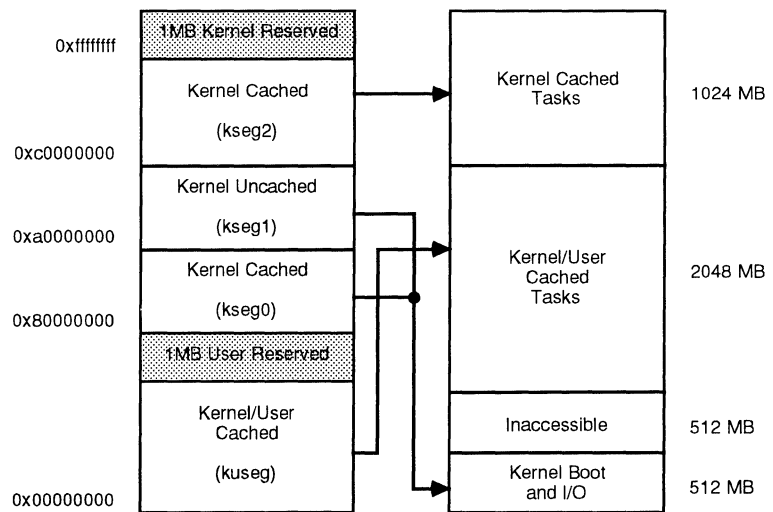 1MB Kernel Reserved
0xffffffff
Kernel Cached
(kseg2)
Kernel Cached
Tasks
1024 MB
0xc0000000
Kernel Uncached
(kseg1)
0xa0000000
Kernel/User
Cached
Tasks
2048 MB
Kernel Cached
(kseg0)
0x80000000
1MB User Reserved
Kernel/User
Cached
(kuseg)
Inaccessible
512 MB
Kernel Boot
and I/O
512 MB
0x00000000